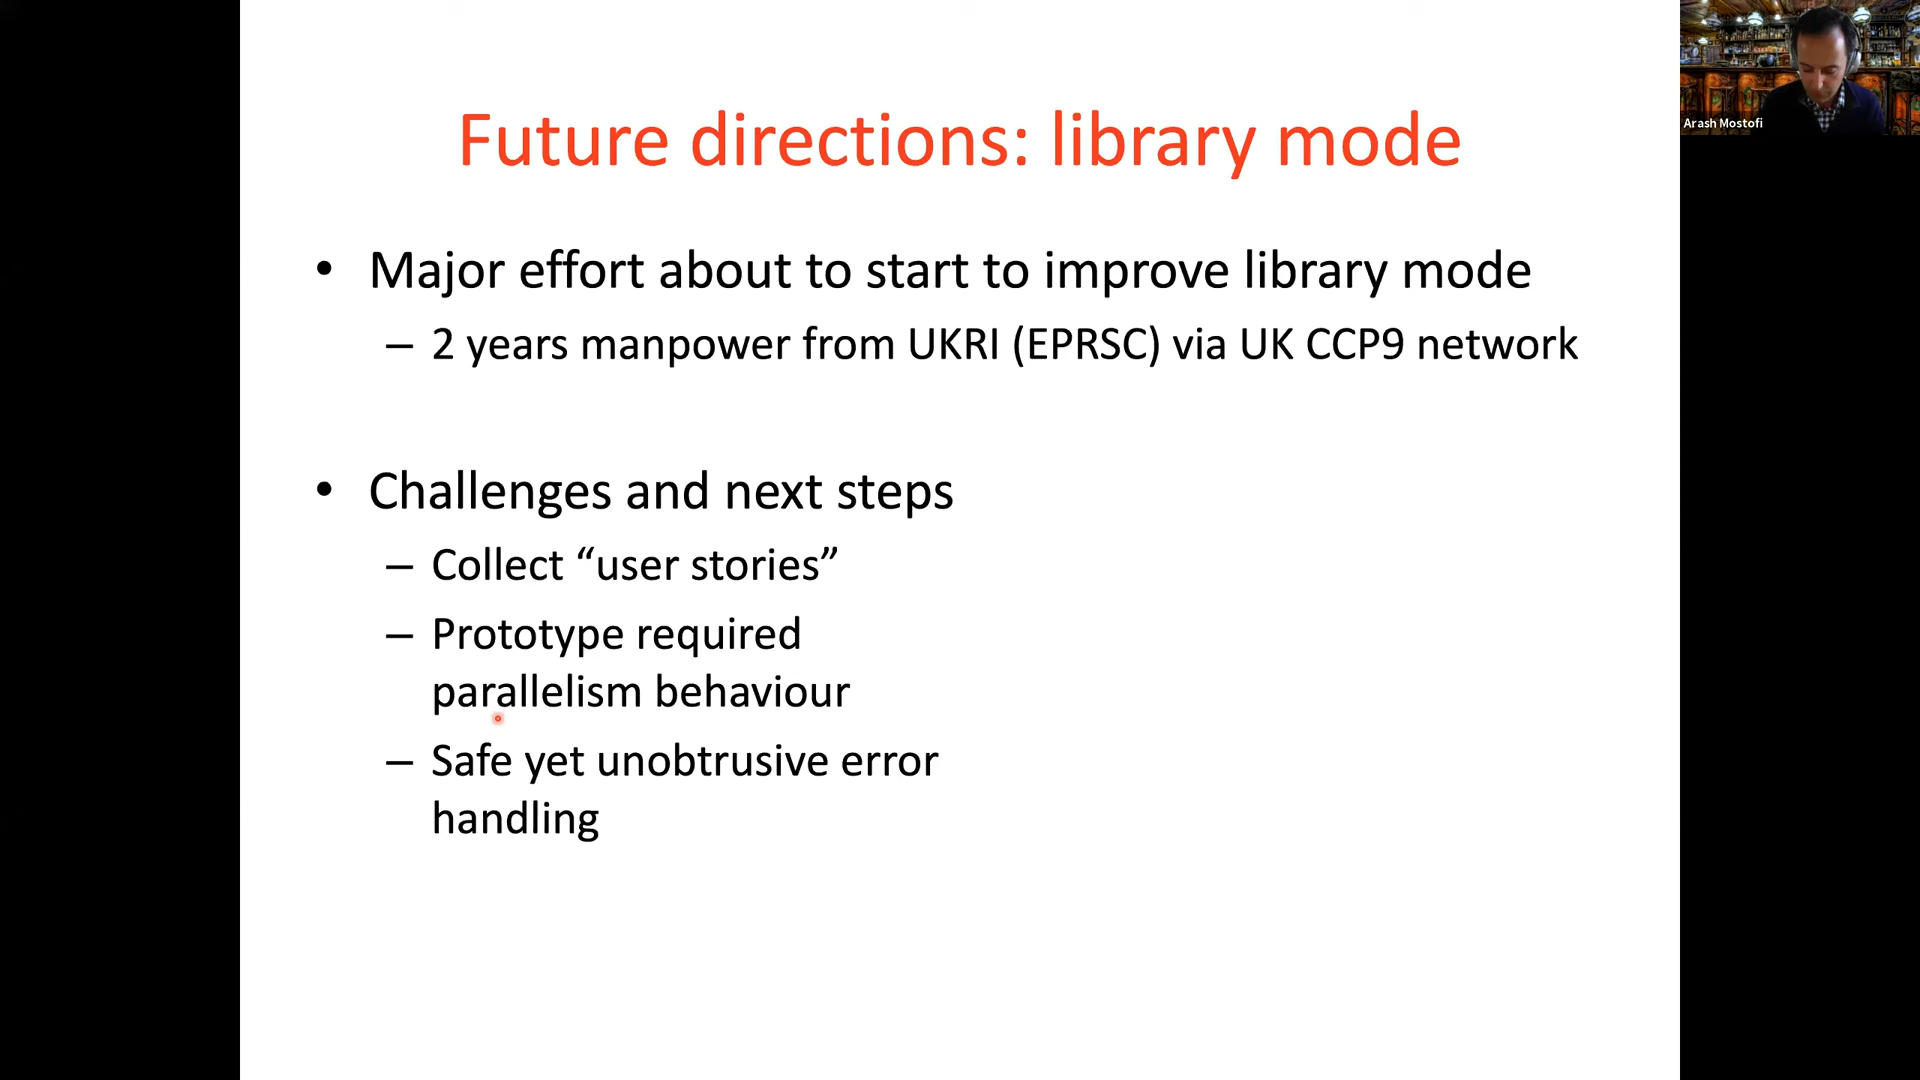 Future directions: library mode
• Major effort about to start to improve library mode
– 2 years manpower from UKRI (EPRSC) via UK CCP9 network
• Challenges and next steps
– Collect “user stories”
– Prototype required
parallelism behaviour
– Safe yet unobtrusive error
handling
Arash Mostofi